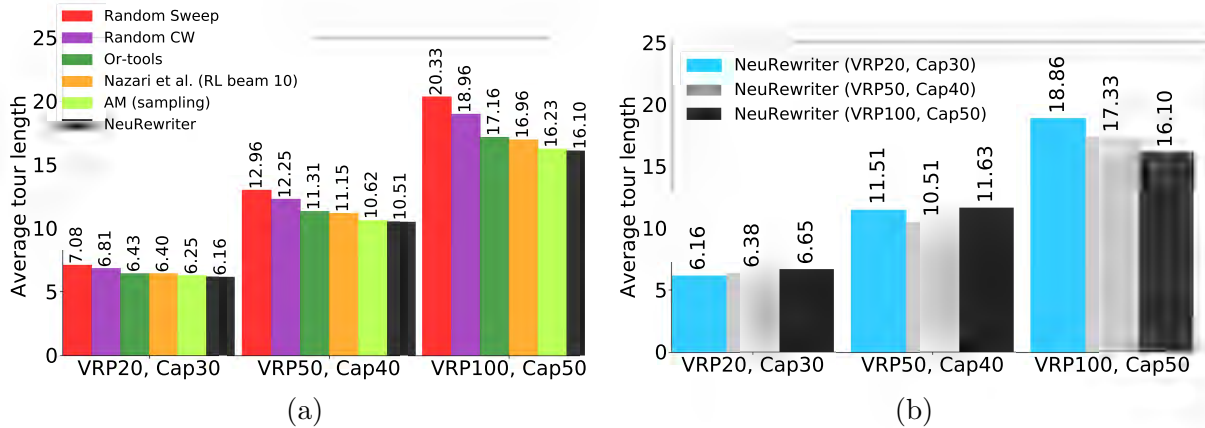 Random Sweep
Random CW
Or-tools
Nazari et al. (RL beam 10)
AM (sampling)
NeuRewriter
Average tour length
25
20
15
10
5
0
7.08
6.81
6.43
6.40
6.25
6.16
12.96
12.25
11.31
11.15
10.62
10.51
20.33
18.96
17.16
16.96
16.23
16.10
VRP20, Cap30
VRP50, Cap40
VRP100, Cap50
(a)
NeuRewriter (VRP20, Cap30)
NeuRewriter (VRP50, Cap40)
NeuRewriter (VRP100, Cap50)
Average tour length
25
20
15
10
5
0
6.16
6.38
6.65
11.51
10.51
11.63
18.86
17.33
16.10
VRP20, Cap30
VRP50, Cap40
VRP100, Cap50
(b)